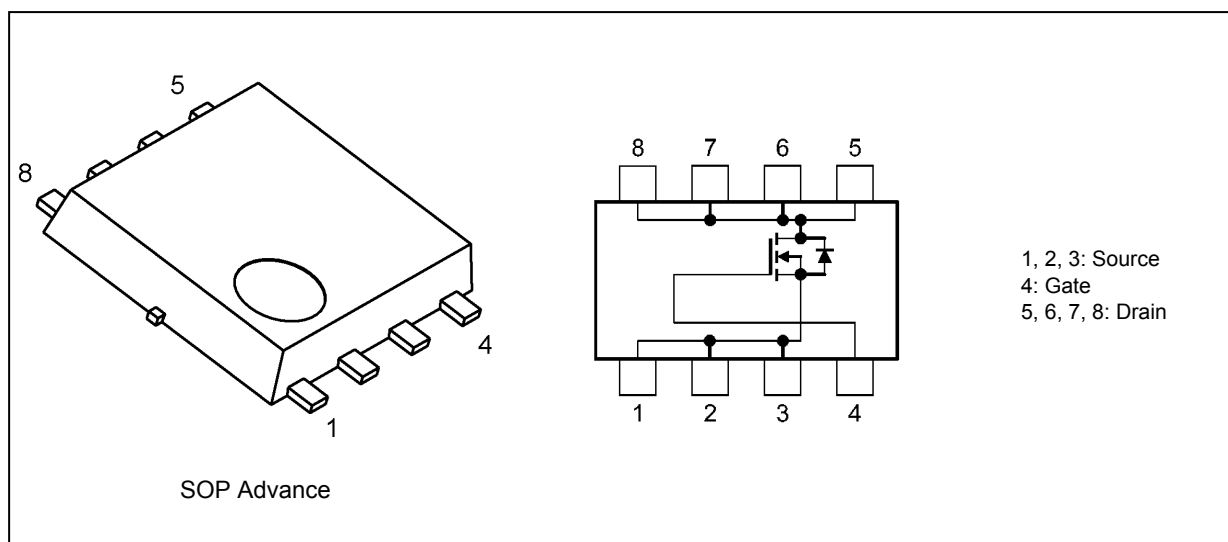 5
8
4
1
SOP Advance
8 7 6 5
1 2 3 4
1, 2, 3: Source
4: Gate
5, 6, 7, 8: Drain